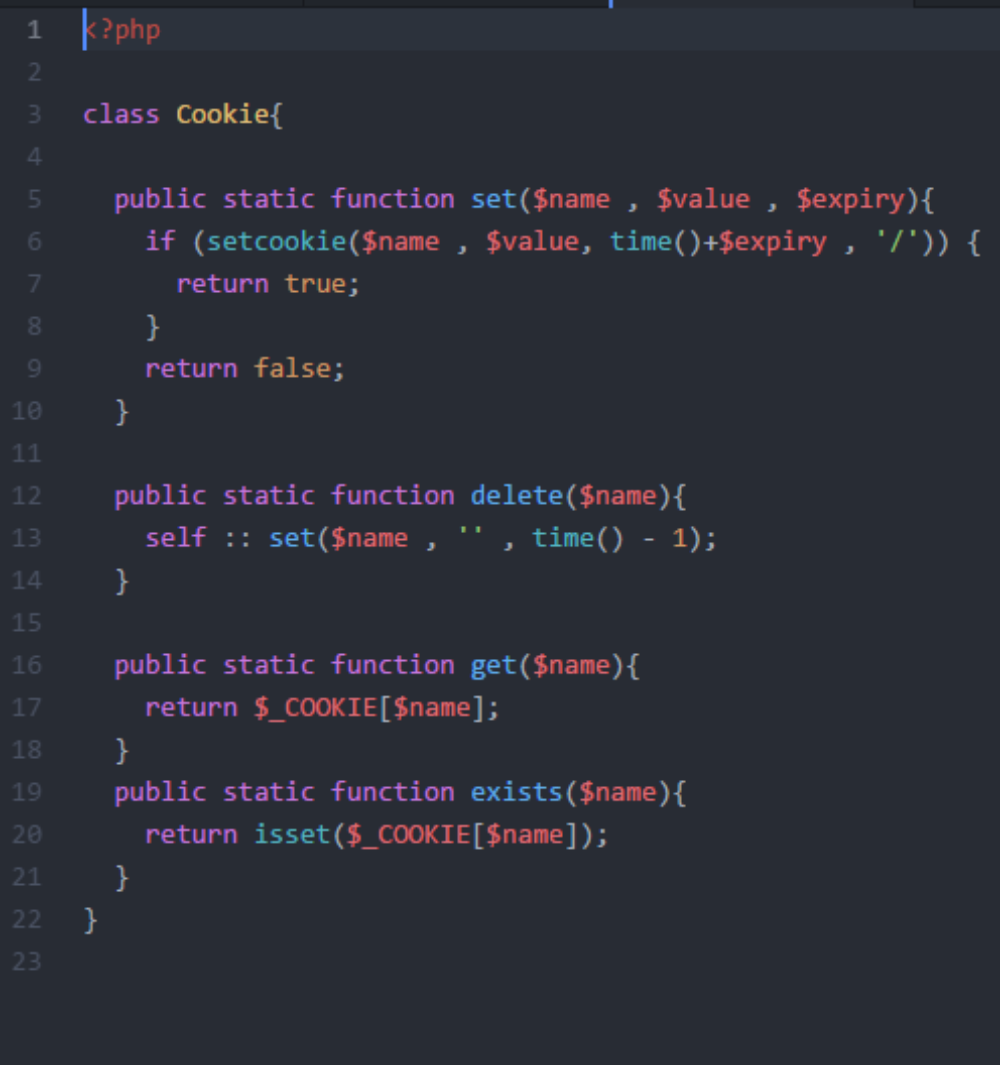 1 <?php
2
3 class Cookie{
4
5   public static function set($name , $value , $expiry){
6     if (setcookie($name , $value, time()+$expiry , '/')) {
7       return true;
8     }
9     return false;
10   }
11
12   public static function delete($name){
13     self :: set($name , '' , time() - 1);
14   }
15
16   public static function get($name){
17     return $_COOKIE[$name];
18   }
19   public static function exists($name){
20     return isset($_COOKIE[$name]);
21   }
22 }
23